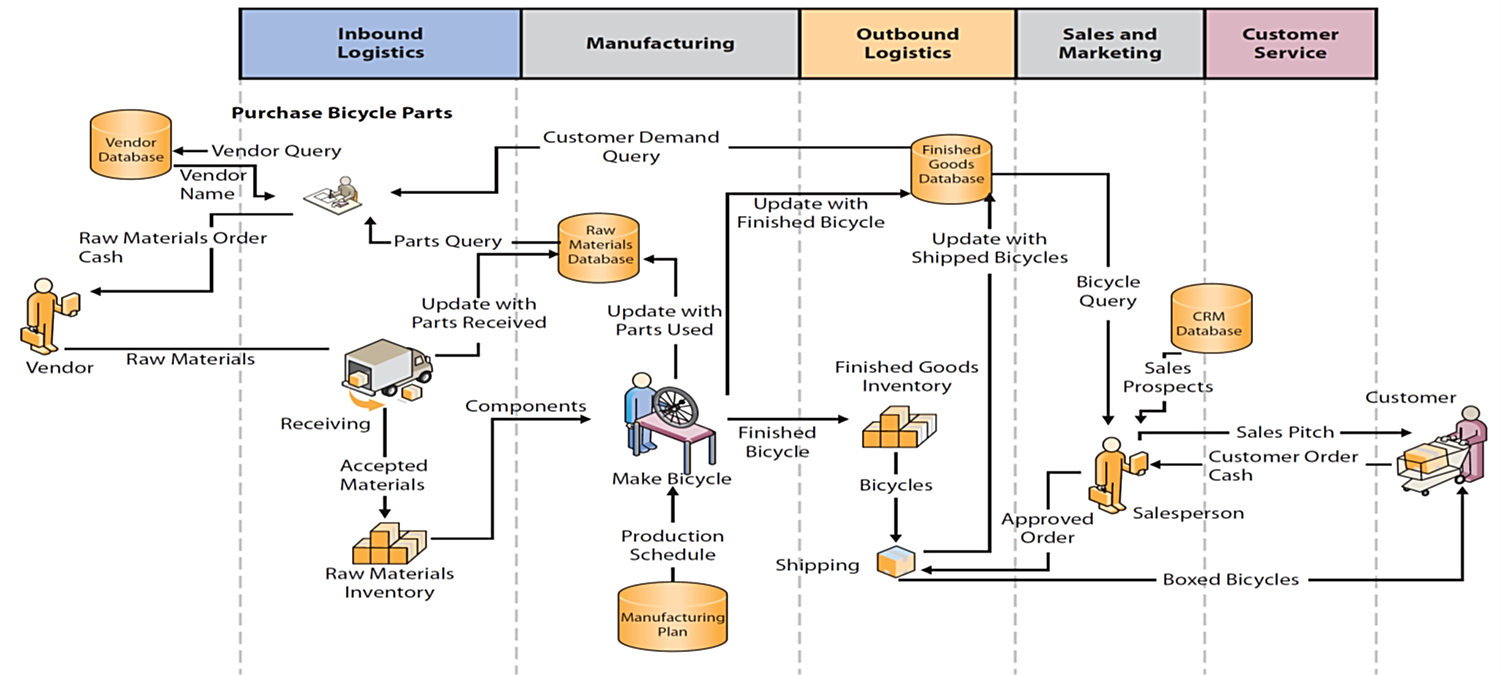 Inbound
Logistics
Manufacturing
Outbound
Logistics
Sales and
Marketing
Customer
Service
Purchase Bicycle Parts
Vendor
Database
Vendor Query
Vendor
Name
Customer Demand
Query
Finished
Goods
Database
Update with
Finished Bicycle
Raw Materials Order
Cash
Parts Query
Raw
Materials
Database
Update with
Shipped Bicycles
Bicycle
Query
CRM
Database
Update with
Parts Received
Update with
Parts Used
Vendor
Raw Materials
Sales
Prospects
Finished Goods
Inventory
Customer
Receiving
Components
Finished
Bicycle
Sales Pitch
Customer Order
Cash
Accepted
Materials
Make Bicycle
Bicycles
Salesperson
Approved
Order
Production
Schedule
Shipping
Raw Materials
Inventory
Boxed Bicycles
Manufacturing
Plan